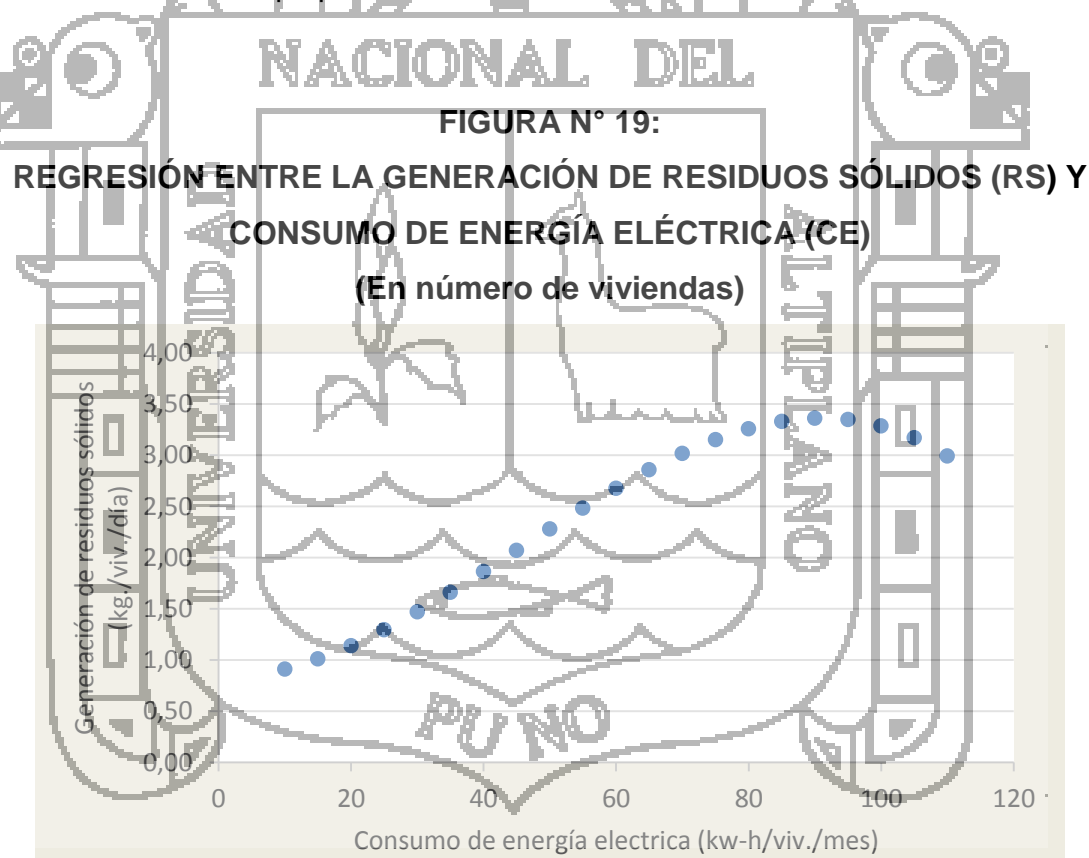 NACIONAL DEL
UNIVERSIDAD
ALTIPLANO
PUNO
FIGURA N° 19:
REGRESIÓN ENTRE LA GENERACIÓN DE RESIDUOS SÓLIDOS (RS) Y
CONSUMO DE ENERGÍA ELÉCTRICA (CE)
(En número de viviendas)
Generación de residuos sólidos
(kg./viv./día)
4,00
3,50
3,00
2,50
2,00
1,50
1,00
0,50
0,00
0 20 40 60 80 100 120
Consumo de energía electrica (kw-h/viv./mes)